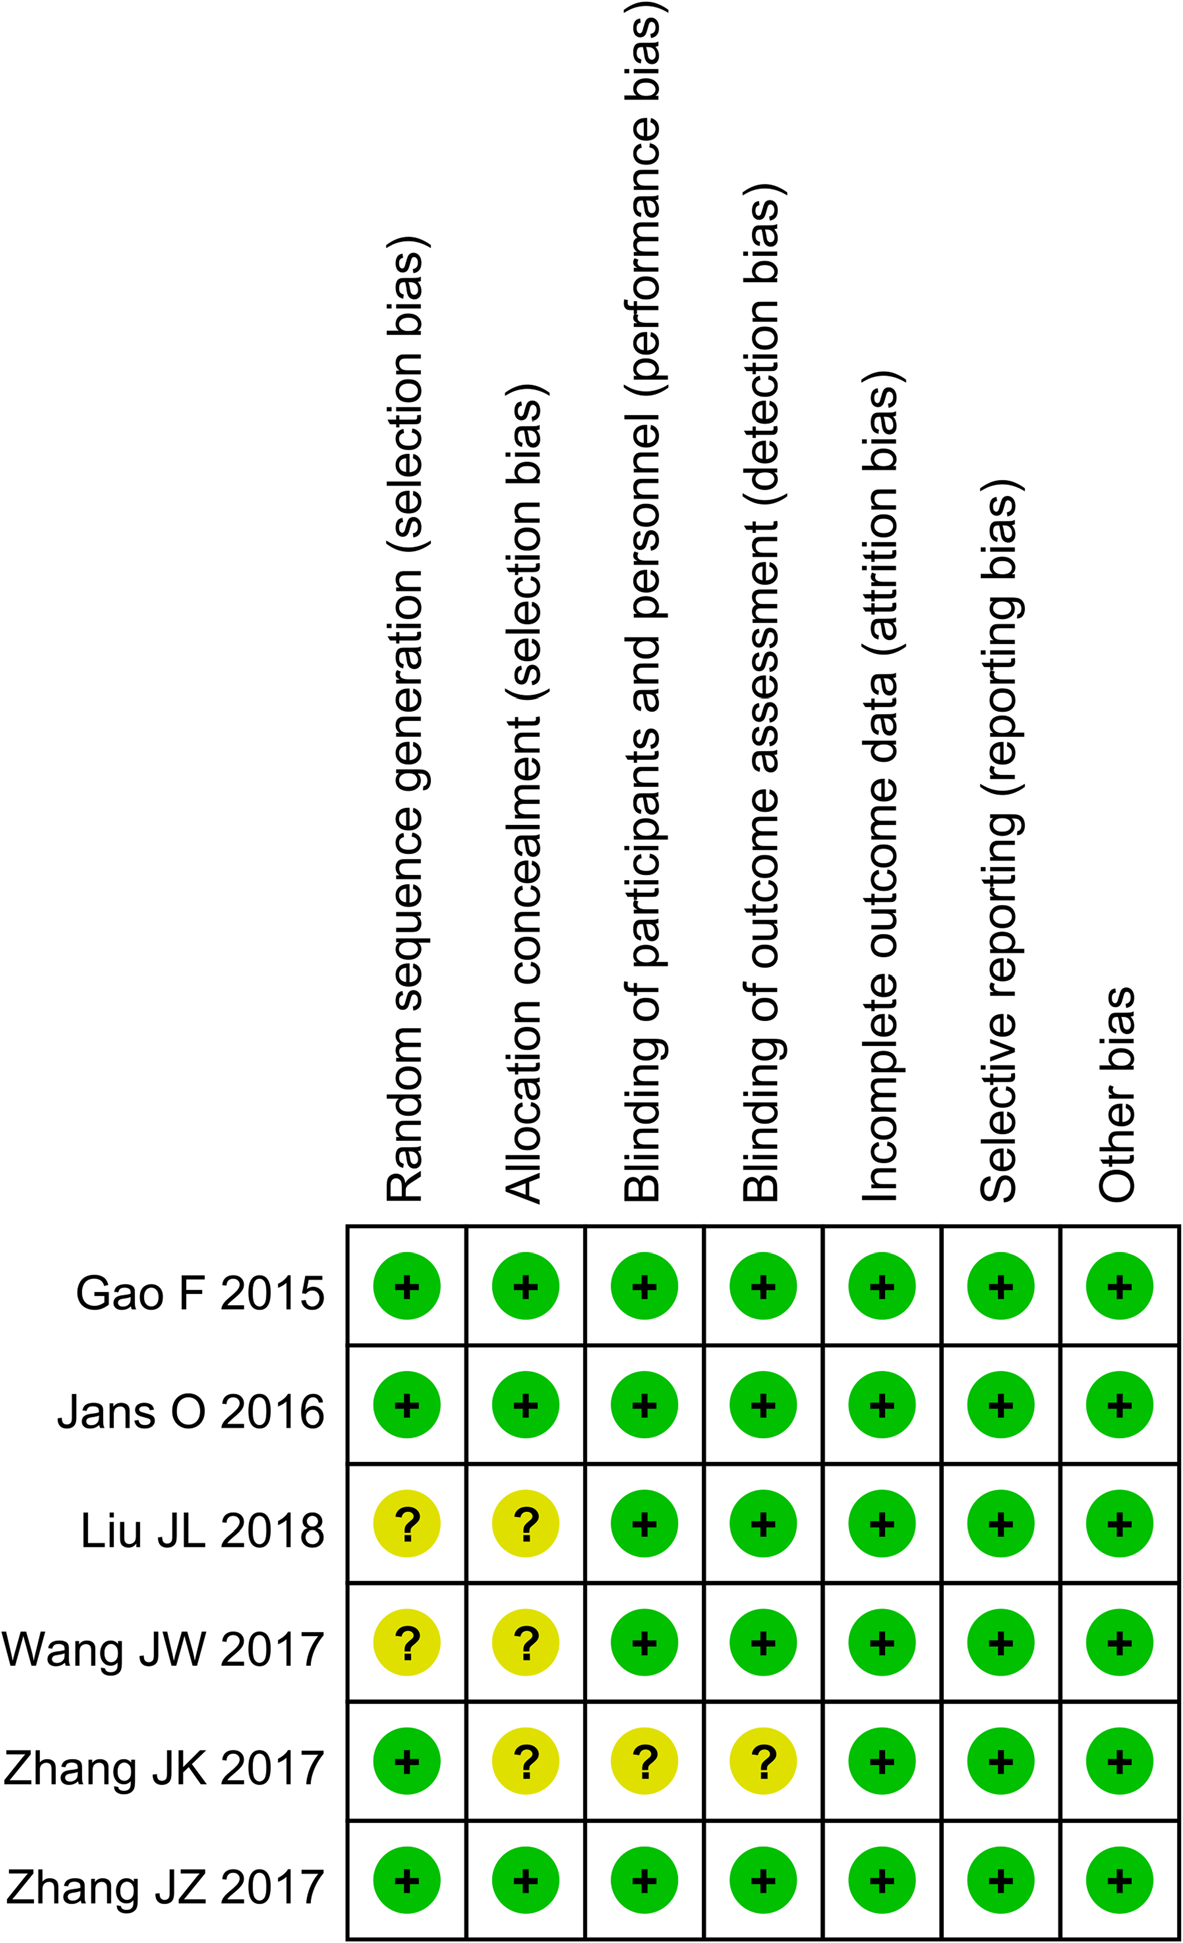 Random sequence generation (selection bias)
Allocation concealment (selection bias)
Blinding of participants and personnel (performance bias)
Blinding of outcome assessment (detection bias)
Incomplete outcome data (attrition bias)
Selective reporting (reporting bias)
Other bias
Gao F 2015 + + + + + + +
Jans O 2016 + + + + + + +
Liu JL 2018 ? ? + + + + +
Wang JW 2017 ? ? + + + + +
Zhang JK 2017 + ? ? ? + + +
Zhang JZ 2017 + + + + + + +